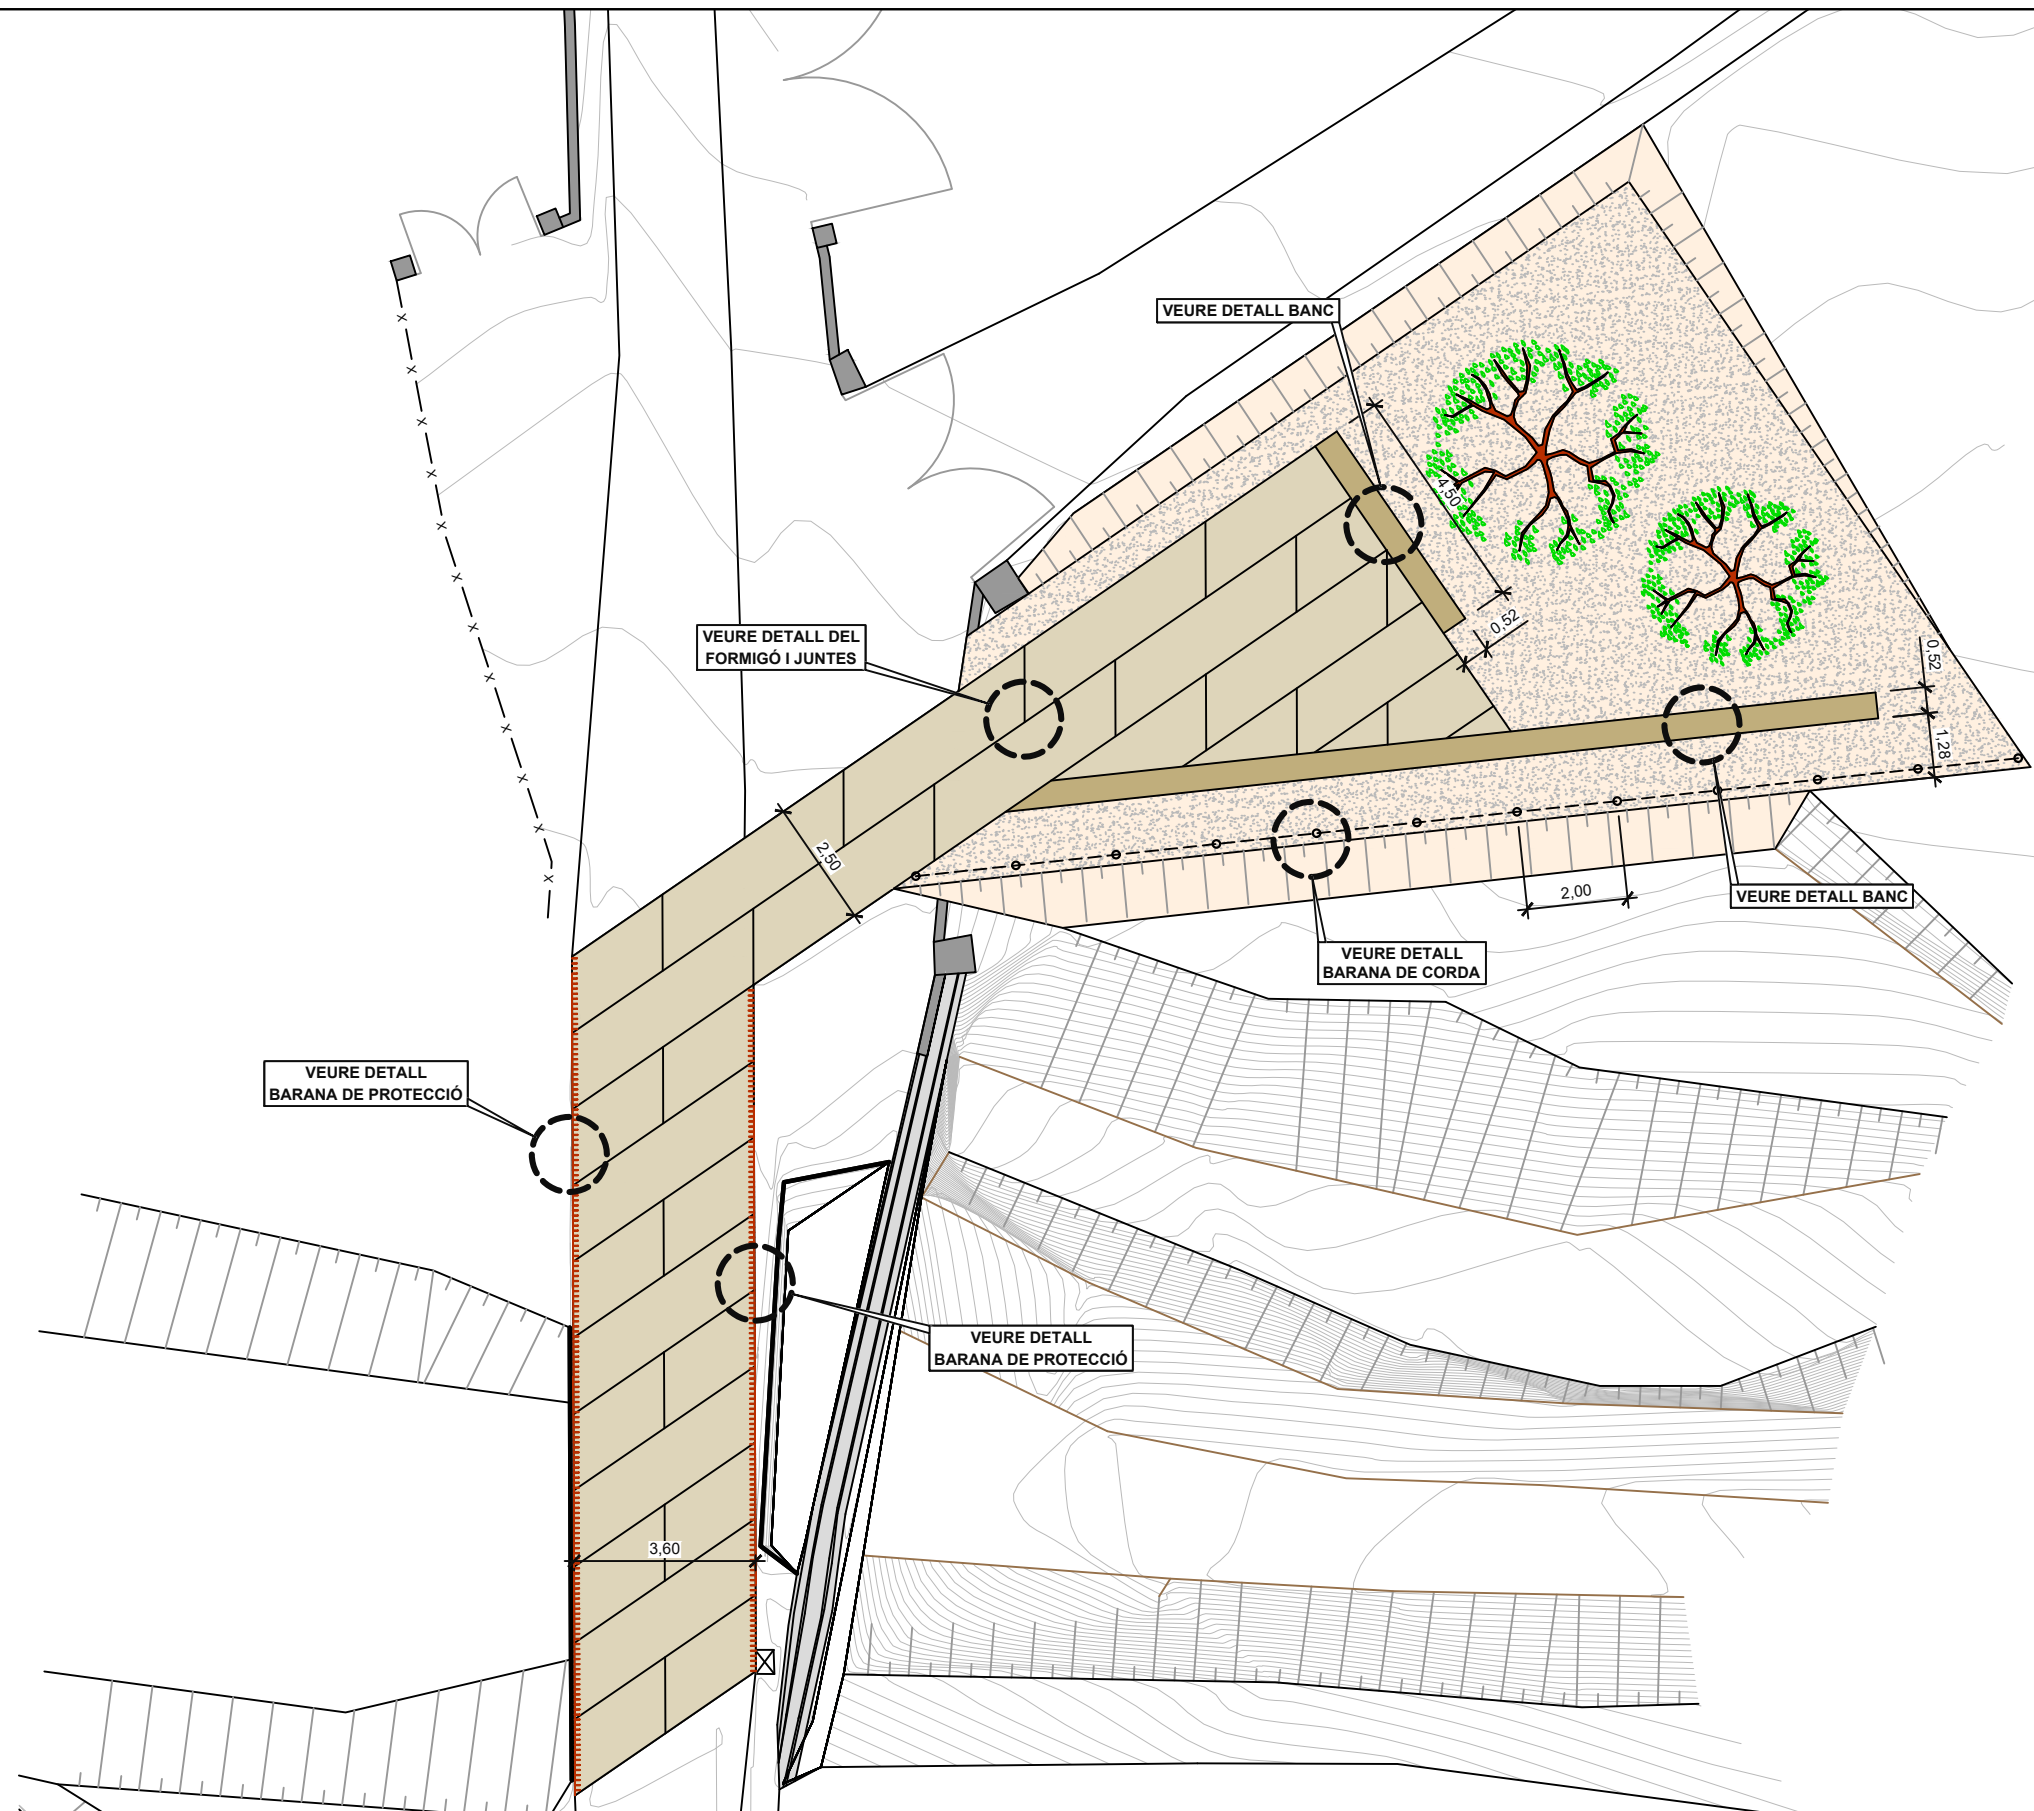 VEURE DETALL BANC
4,50
VEURE DETALL DEL
FORMIGÓ I JUNTES
0,52
0,52
1,28
2,50
2,00
VEURE DETALL BANC
VEURE DETALL
BARANA DE CORDA
VEURE DETALL
BARANA DE PROTECCIÓ
VEURE DETALL
BARANA DE PROTECCIÓ
3,60